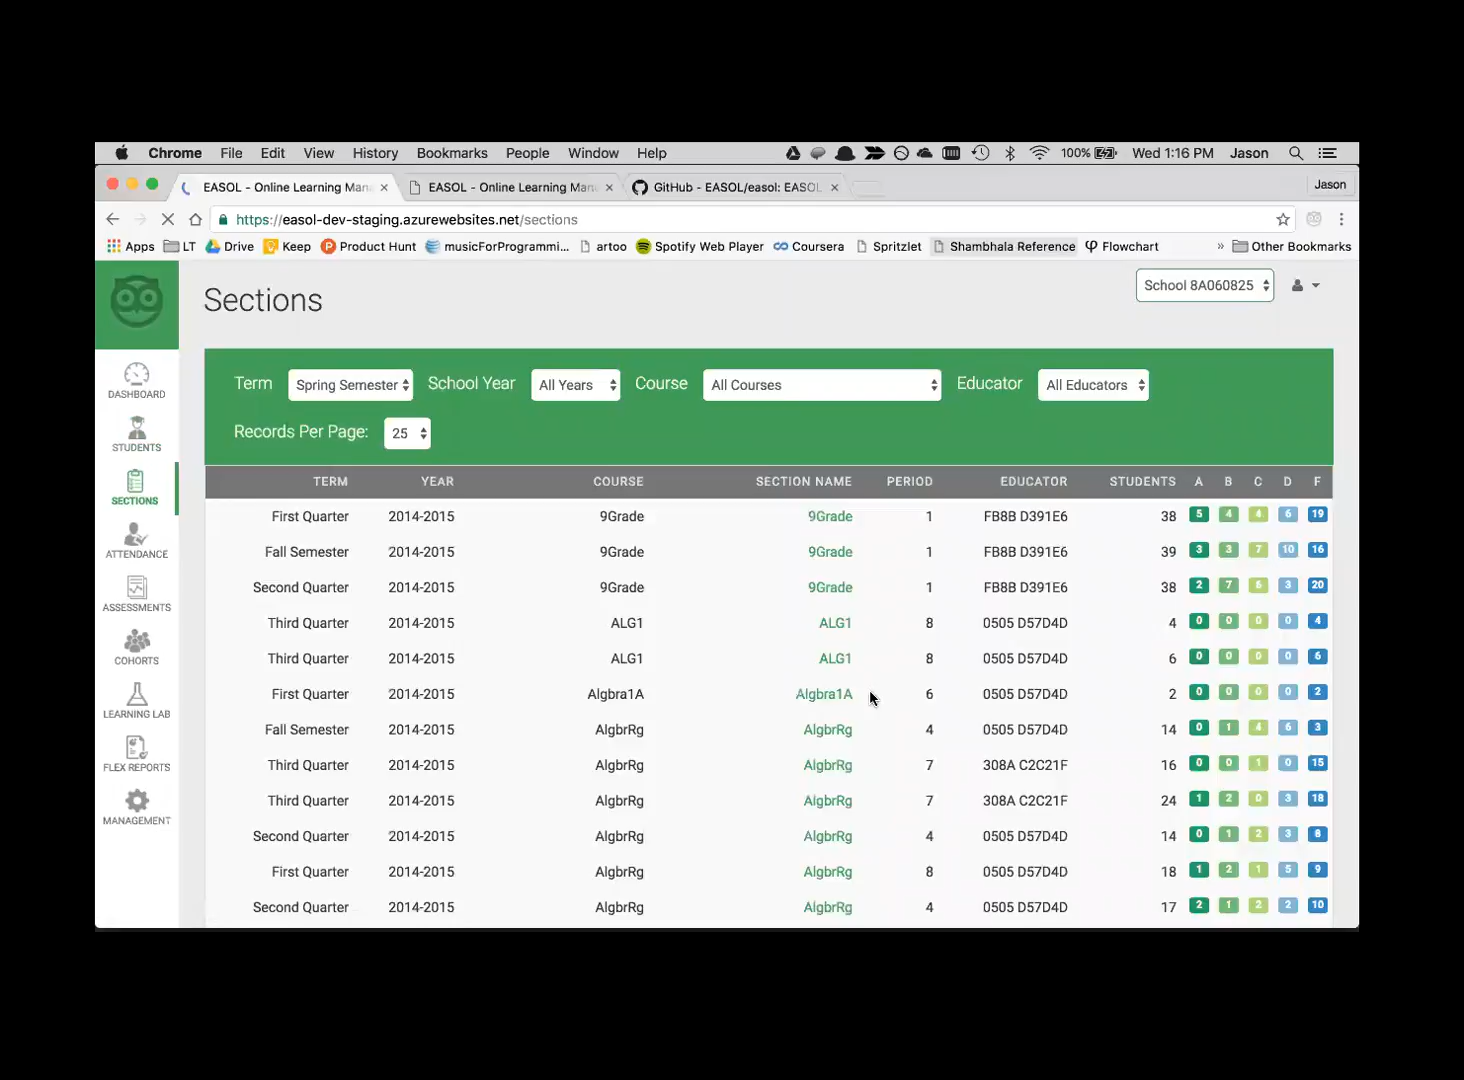 Chrome File Edit View History Bookmarks People Window Help 100% Wed 1:16 PM Jason
EASOL - Online Learning Man EASOL - Online Learning Man GitHub - EASOL/easol: EASOL Jason
https://easol-dev-staging.azurewebsites.net/sections
Apps LT Drive Keep Product Hunt musicForProgrammi... artoo Spotify Web Player Coursera Spritzlet Shambhala Reference Flowchart » Other Bookmarks
Sections
School 8A060825
DASHBOARD
STUDENTS
SECTIONS
ATTENDANCE
ASSESSMENTS
COHORTS
LEARNING LAB
FLEX REPORTS
MANAGEMENT
Term Spring Semester School Year All Years Course All Courses Educator All Educators
Records Per Page: 25
TERM YEAR COURSE SECTION NAME PERIOD EDUCATOR STUDENTS A B C D F
First Quarter 2014-2015 9Grade 9Grade 1 FB8B D391E6 38 5 4 4 6 19
Fall Semester 2014-2015 9Grade 9Grade 1 FB8B D391E6 39 3 3 7 10 16
Second Quarter 2014-2015 9Grade 9Grade 1 FB8B D391E6 38 2 7 6 3 20
Third Quarter 2014-2015 ALG1 ALG1 8 0505 D57D4D 4 0 0 0 0 4
Third Quarter 2014-2015 ALG1 ALG1 8 0505 D57D4D 6 0 0 0 0 6
First Quarter 2014-2015 Algbra1A Algbra1A 6 0505 D57D4D 2 0 0 0 0 2
Fall Semester 2014-2015 AlgbrRg AlgbrRg 4 0505 D57D4D 14 0 1 4 6 3
Third Quarter 2014-2015 AlgbrRg AlgbrRg 7 308A C2C21F 16 0 0 1 0 15
Third Quarter 2014-2015 AlgbrRg AlgbrRg 7 308A C2C21F 24 1 2 0 3 18
Second Quarter 2014-2015 AlgbrRg AlgbrRg 4 0505 D57D4D 14 0 1 2 3 8
First Quarter 2014-2015 AlgbrRg AlgbrRg 8 0505 D57D4D 18 1 2 1 5 9
Second Quarter 2014-2015 AlgbrRg AlgbrRg 4 0505 D57D4D 17 2 1 2 2 10